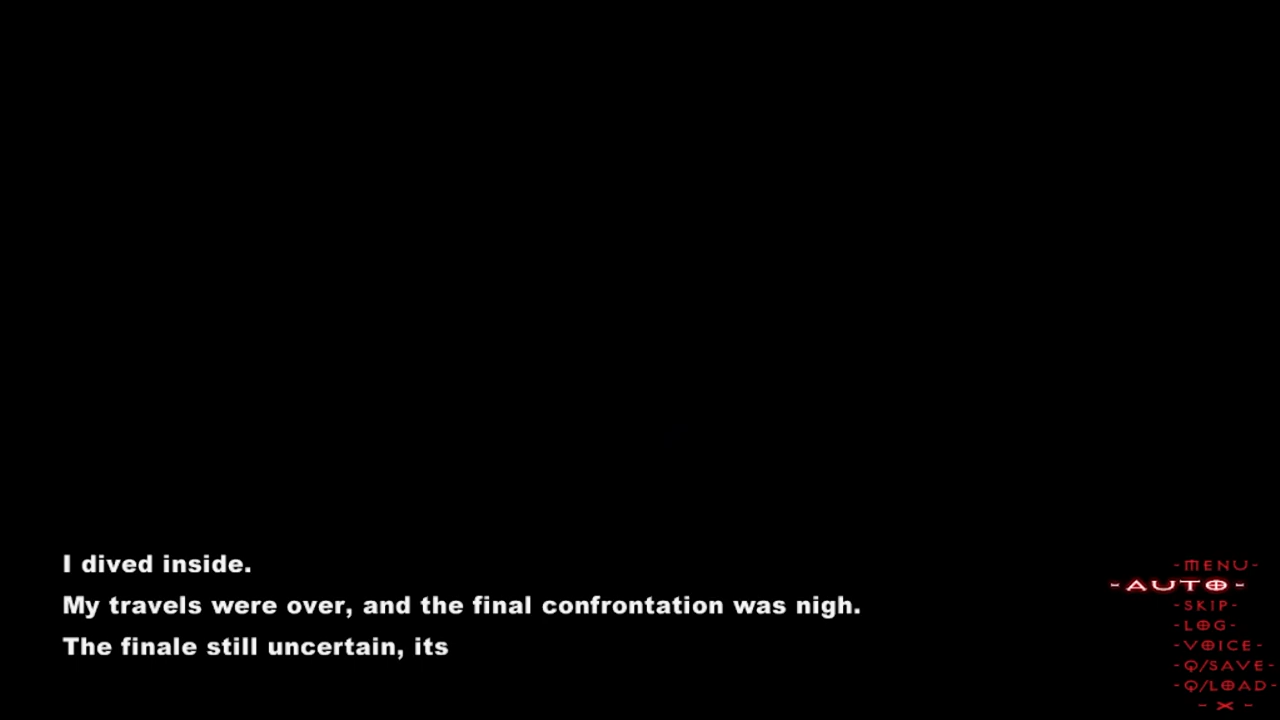 I dived inside.
My travels were over, and the final confrontation was nigh.
The finale still uncertain, its
-MENU-
-AUTO-
-SKIP-
-LOG-
-VOICE-
-Q/SAVE-
-Q/LOAD-
-X-